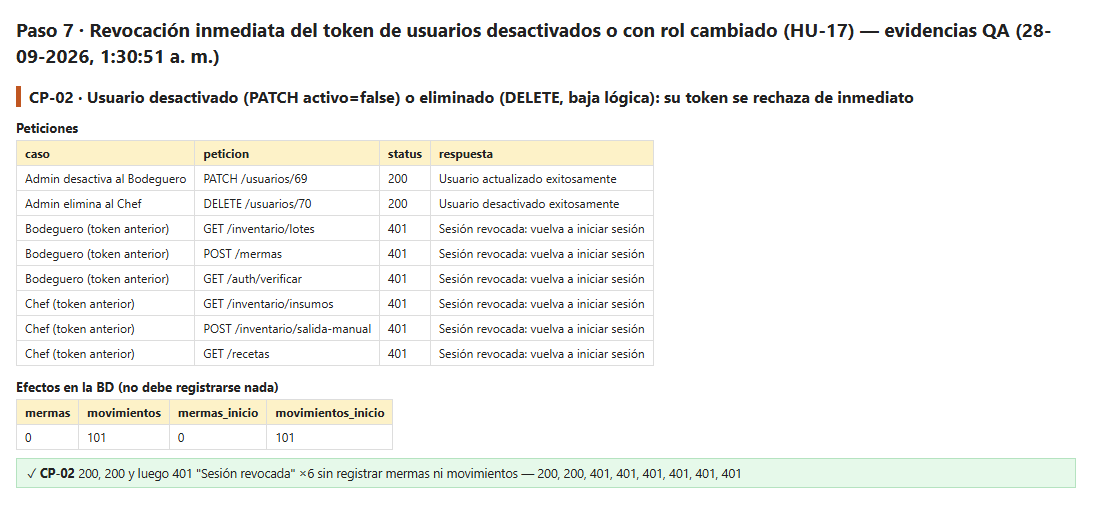 Paso 7 · Revocación inmediata del token de usuarios desactivados o con rol cambiado (HU-17) — evidencias QA (28-
09-2026, 1:30:51 a. m.)
CP-02 · Usuario desactivado (PATCH activo=false) o eliminado (DELETE, baja lógica): su token se rechaza de inmediato
Peticiones
caso peticion status respuesta
Admin desactiva al Bodeguero PATCH /usuarios/69 200 Usuario actualizado exitosamente
Admin elimina al Chef DELETE /usuarios/70 200 Usuario desactivado exitosamente
Bodeguero (token anterior) GET /inventario/lotes 401 Sesión revocada: vuelva a iniciar sesión
Bodeguero (token anterior) POST /mermas 401 Sesión revocada: vuelva a iniciar sesión
Bodeguero (token anterior) GET /auth/verificar 401 Sesión revocada: vuelva a iniciar sesión
Chef (token anterior) GET /inventario/insumos 401 Sesión revocada: vuelva a iniciar sesión
Chef (token anterior) POST /inventario/salida-manual 401 Sesión revocada: vuelva a iniciar sesión
Chef (token anterior) GET /recetas 401 Sesión revocada: vuelva a iniciar sesión
Efectos en la BD (no debe registrarse nada)
mermas movimientos mermas_inicio movimientos_inicio
0 101 0 101
✓ CP-02 200, 200 y luego 401 "Sesión revocada" ×6 sin registrar mermas ni movimientos — 200, 200, 401, 401, 401, 401, 401, 401